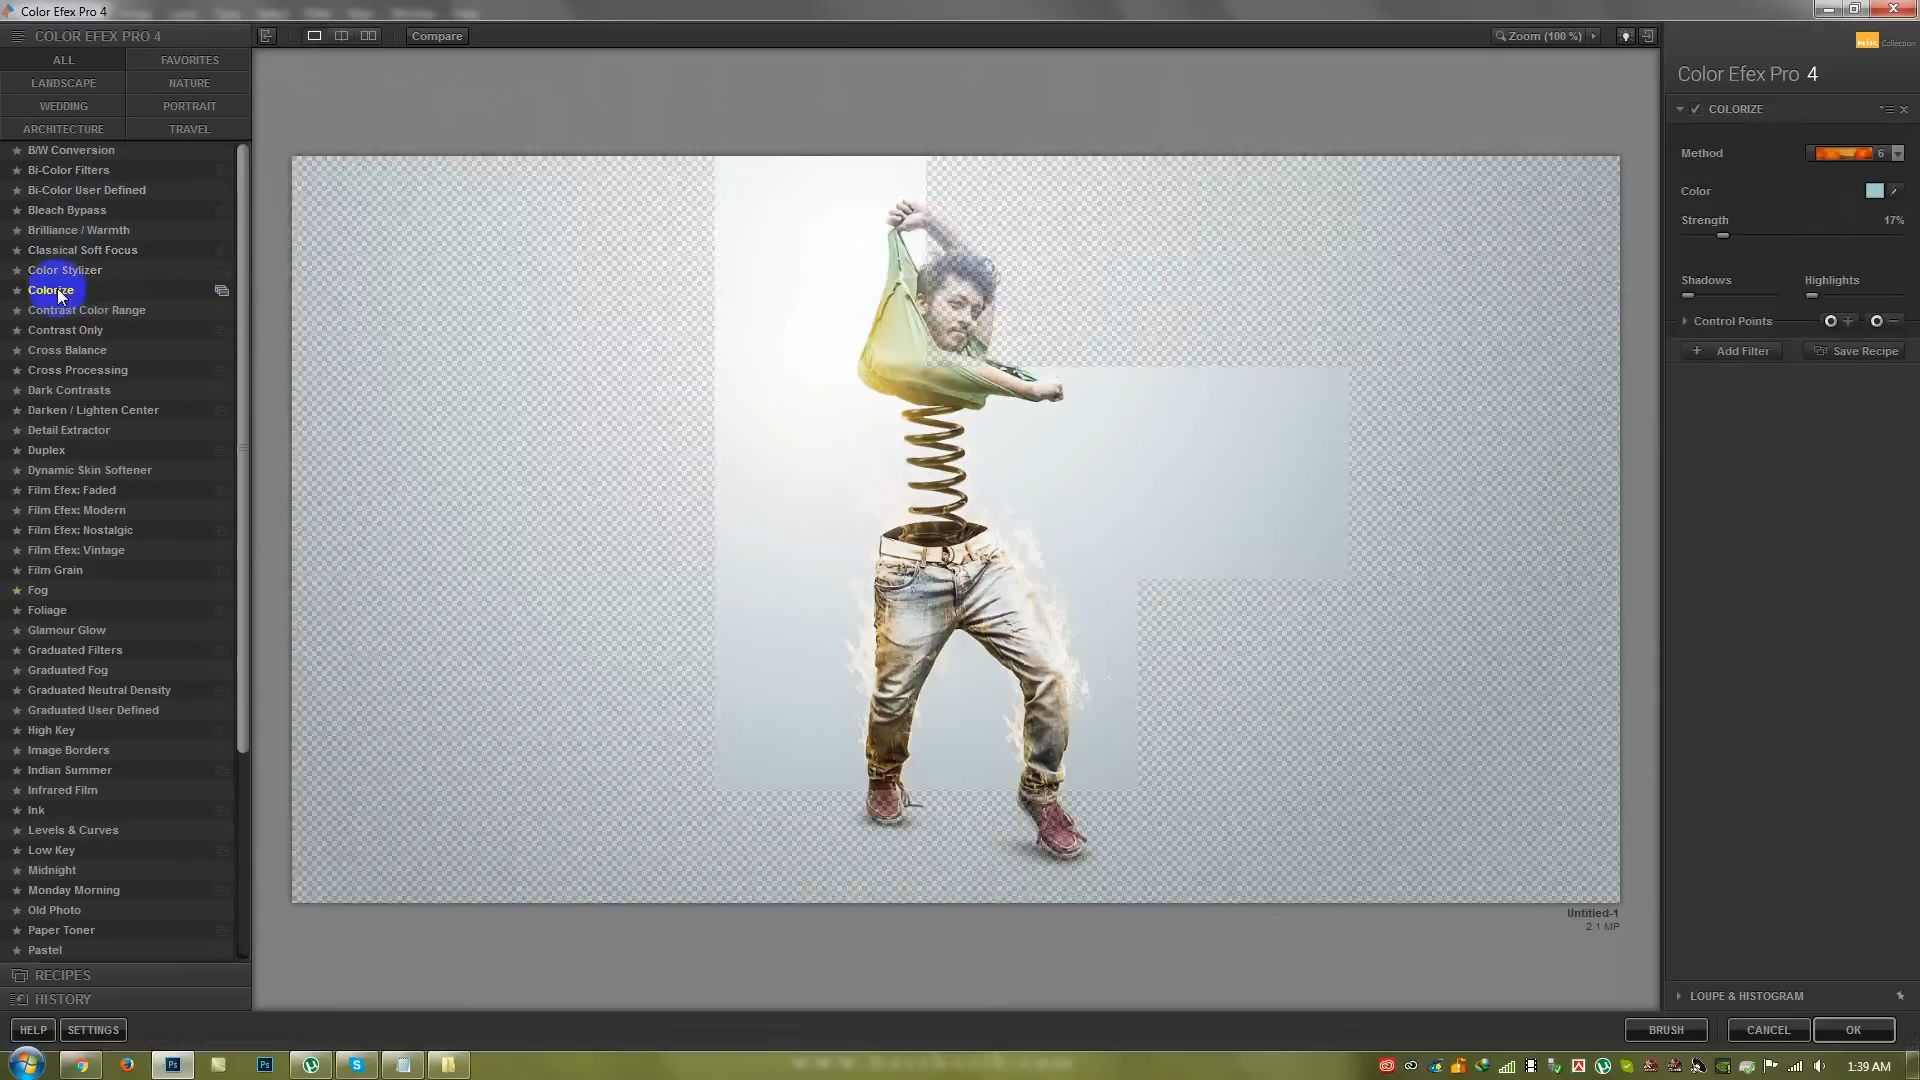 Color Efex Pro 4
COLOR EFEX PRO 4
Compare
Zoom (100 %)
Nik Collection
ALL
FAVORITES
LANDSCAPE
NATURE
WEDDING
PORTRAIT
ARCHITECTURE
TRAVEL
B/W Conversion
Bi-Color Filters
Bi-Color User Defined
Bleach Bypass
Brilliance / Warmth
Classical Soft Focus
Color Stylizer
Colorize
Contrast Color Range
Contrast Only
Cross Balance
Cross Processing
Dark Contrasts
Darken / Lighten Center
Detail Extractor
Duplex
Dynamic Skin Softener
Film Efex: Faded
Film Efex: Modern
Film Efex: Nostalgic
Film Efex: Vintage
Film Grain
Fog
Foliage
Glamour Glow
Graduated Filters
Graduated Fog
Graduated Neutral Density
Graduated User Defined
High Key
Image Borders
Indian Summer
Infrared Film
Ink
Levels & Curves
Low Key
Midnight
Monday Morning
Old Photo
Paper Toner
Pastel
RECIPES
HISTORY
HELP
SETTINGS
Untitled-1
2.1 MP
Color Efex Pro 4
COLORIZE
Method
6
Color
Strength
17%
Shadows
Highlights
Control Points
Add Filter
Save Recipe
LOUPE & HISTOGRAM
BRUSH
CANCEL
OK
1:39 AM